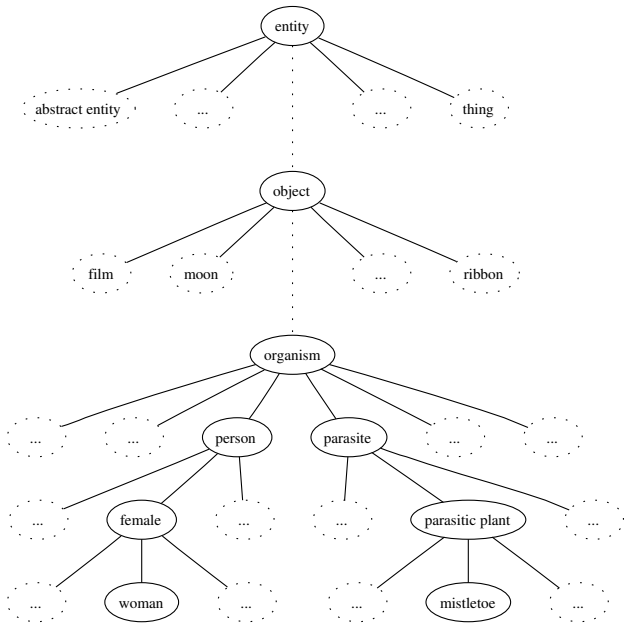 entity
abstract entity ... ... thing
object
film moon ... ribbon
organism
... ... person parasite ... ...
... female ... ... parasitic plant ...
... woman ... ... mistletoe ...